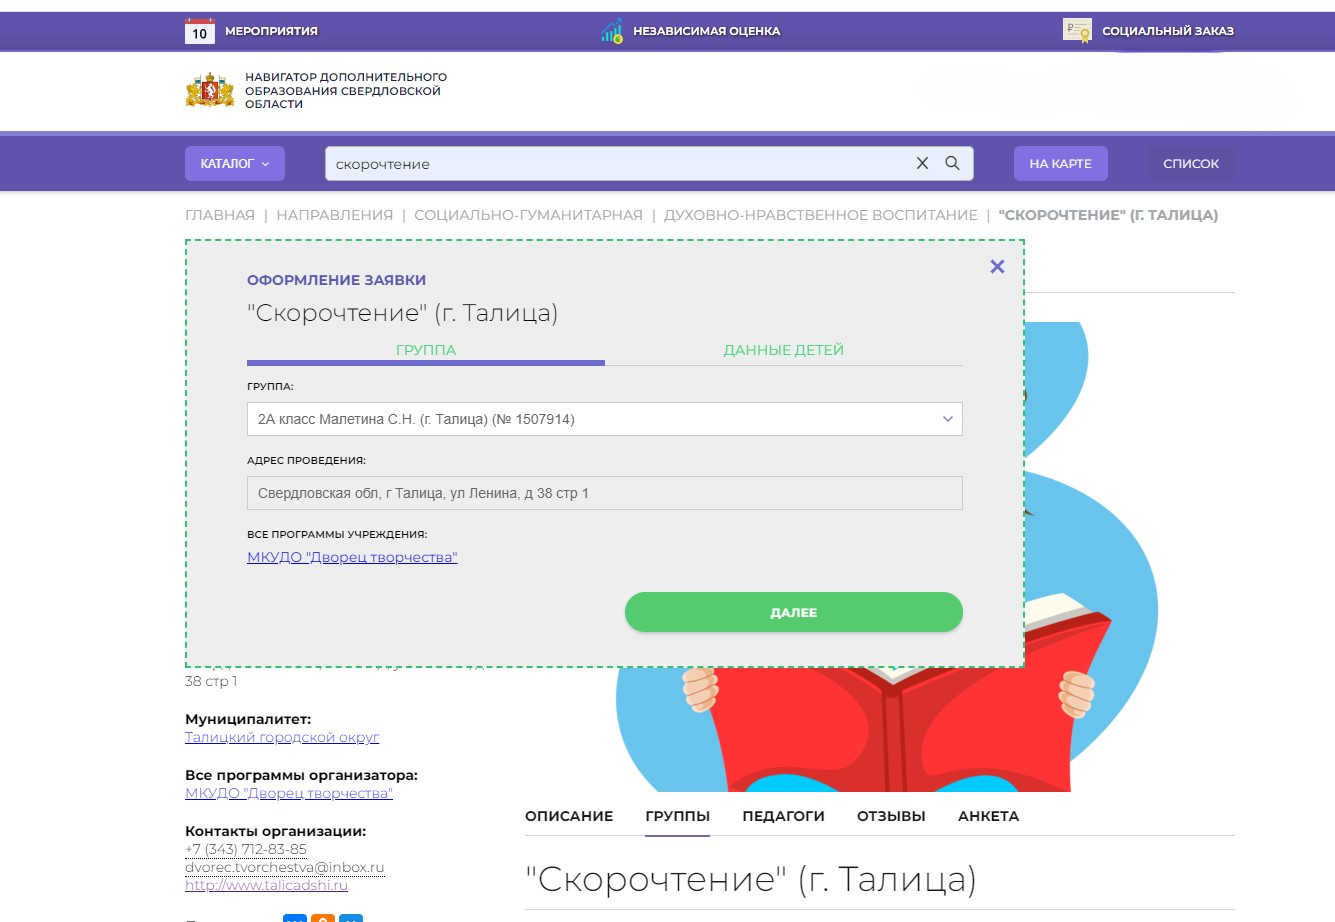 10 МЕРОПРИЯТИЯ
НЕЗАВИСИМАЯ ОЦЕНКА
СОЦИАЛЬНЫЙ ЗАКАЗ
НАВИГАТОР ДОПОЛНИТЕЛЬНОГО
ОБРАЗОВАНИЯ СВЕРДЛОВСКОЙ
ОБЛАСТИ
КАТАЛОГ
скорочтение
НА КАРТЕ
СПИСОК
ГЛАВНАЯ | НАПРАВЛЕНИЯ | СОЦИАЛЬНО-ГУМАНИТАРНАЯ | ДУХОВНО-НРАВСТВЕННОЕ ВОСПИТАНИЕ | "СКОРОЧТЕНИЕ" (Г. ТАЛИЦА)
ОФОРМЛЕНИЕ ЗАЯВКИ
"Скорочтение" (г. Талица)
ГРУППА
ДАННЫЕ ДЕТЕЙ
ГРУППА:
2А класс Малетина С.Н. (г. Талица) (№ 1507914)
АДРЕС ПРОВЕДЕНИЯ:
Свердловская обл, г Талица, ул Ленина, д 38 стр 1
ВСЕ ПРОГРАММЫ УЧРЕЖДЕНИЯ:
МКУДО "Дворец творчества"
ДАЛЕЕ
38 стр 1
Муниципалитет:
Талицкий городской округ
Все программы организатора:
МКУДО "Дворец творчества"
Контакты организации:
+7 (343) 712-83-85
dvorec.tvorchestva@inbox.ru
http://www.talicadshi.ru
ОПИСАНИЕ
ГРУППЫ
ПЕДАГОГИ
ОТЗЫВЫ
АНКЕТА
"Скорочтение" (г. Талица)